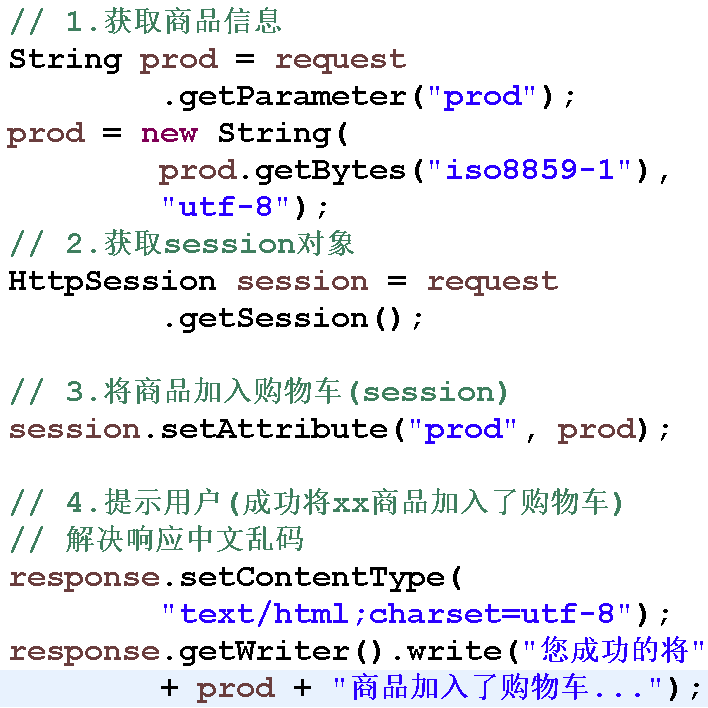 // 1.获取商品信息
String prod = request
.getParameter("prod");
prod = new String(
prod.getBytes("iso8859-1"),
"utf-8");
// 2.获取session对象
HttpSession session = request
.getSession();
// 3.将商品加入购物车(session)
session.setAttribute("prod", prod);
// 4.提示用户(成功将xx商品加入了购物车)
// 解决响应中文乱码
response.setContentType(
"text/html;charset=utf-8");
response.getWriter().write("您成功的将"
+ prod + "商品加入了购物车...");